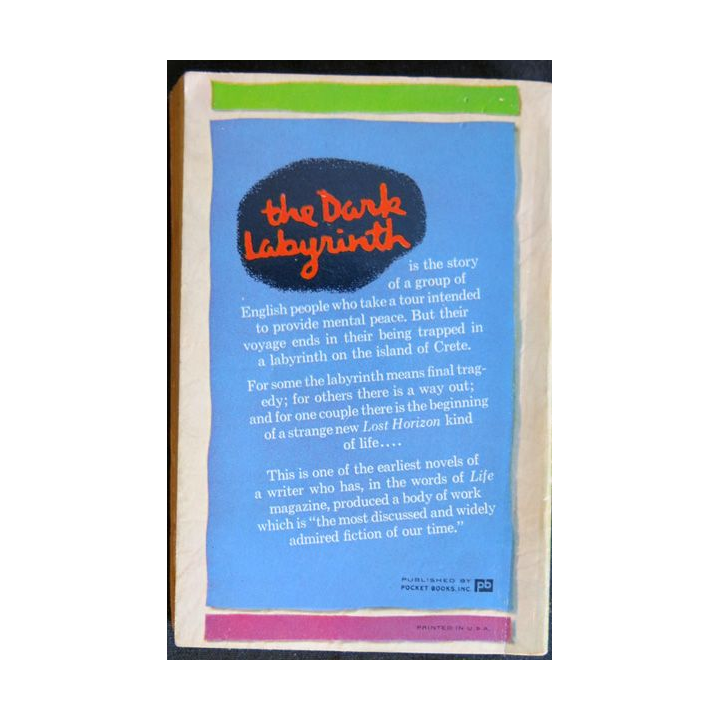 the Dark
Labyrinth
is the story
of a group of
English people who take a tour intended
to provide mental peace. But their
voyage ends in their being trapped in
a labyrinth on the island of Crete.
For some the labyrinth means final trag-
edy; for others there is a way out;
and for one couple there is the beginning
of a strange new Lost Horizon kind
of life....
This is one of the earliest novels of
a writer who has, in the words of Life
magazine, produced a body of work
which is “the most discussed and widely
admired fiction of our time.”
PUBLISHED BY
POCKET BOOKS, INC. pb
PRINTED IN U.S.A.